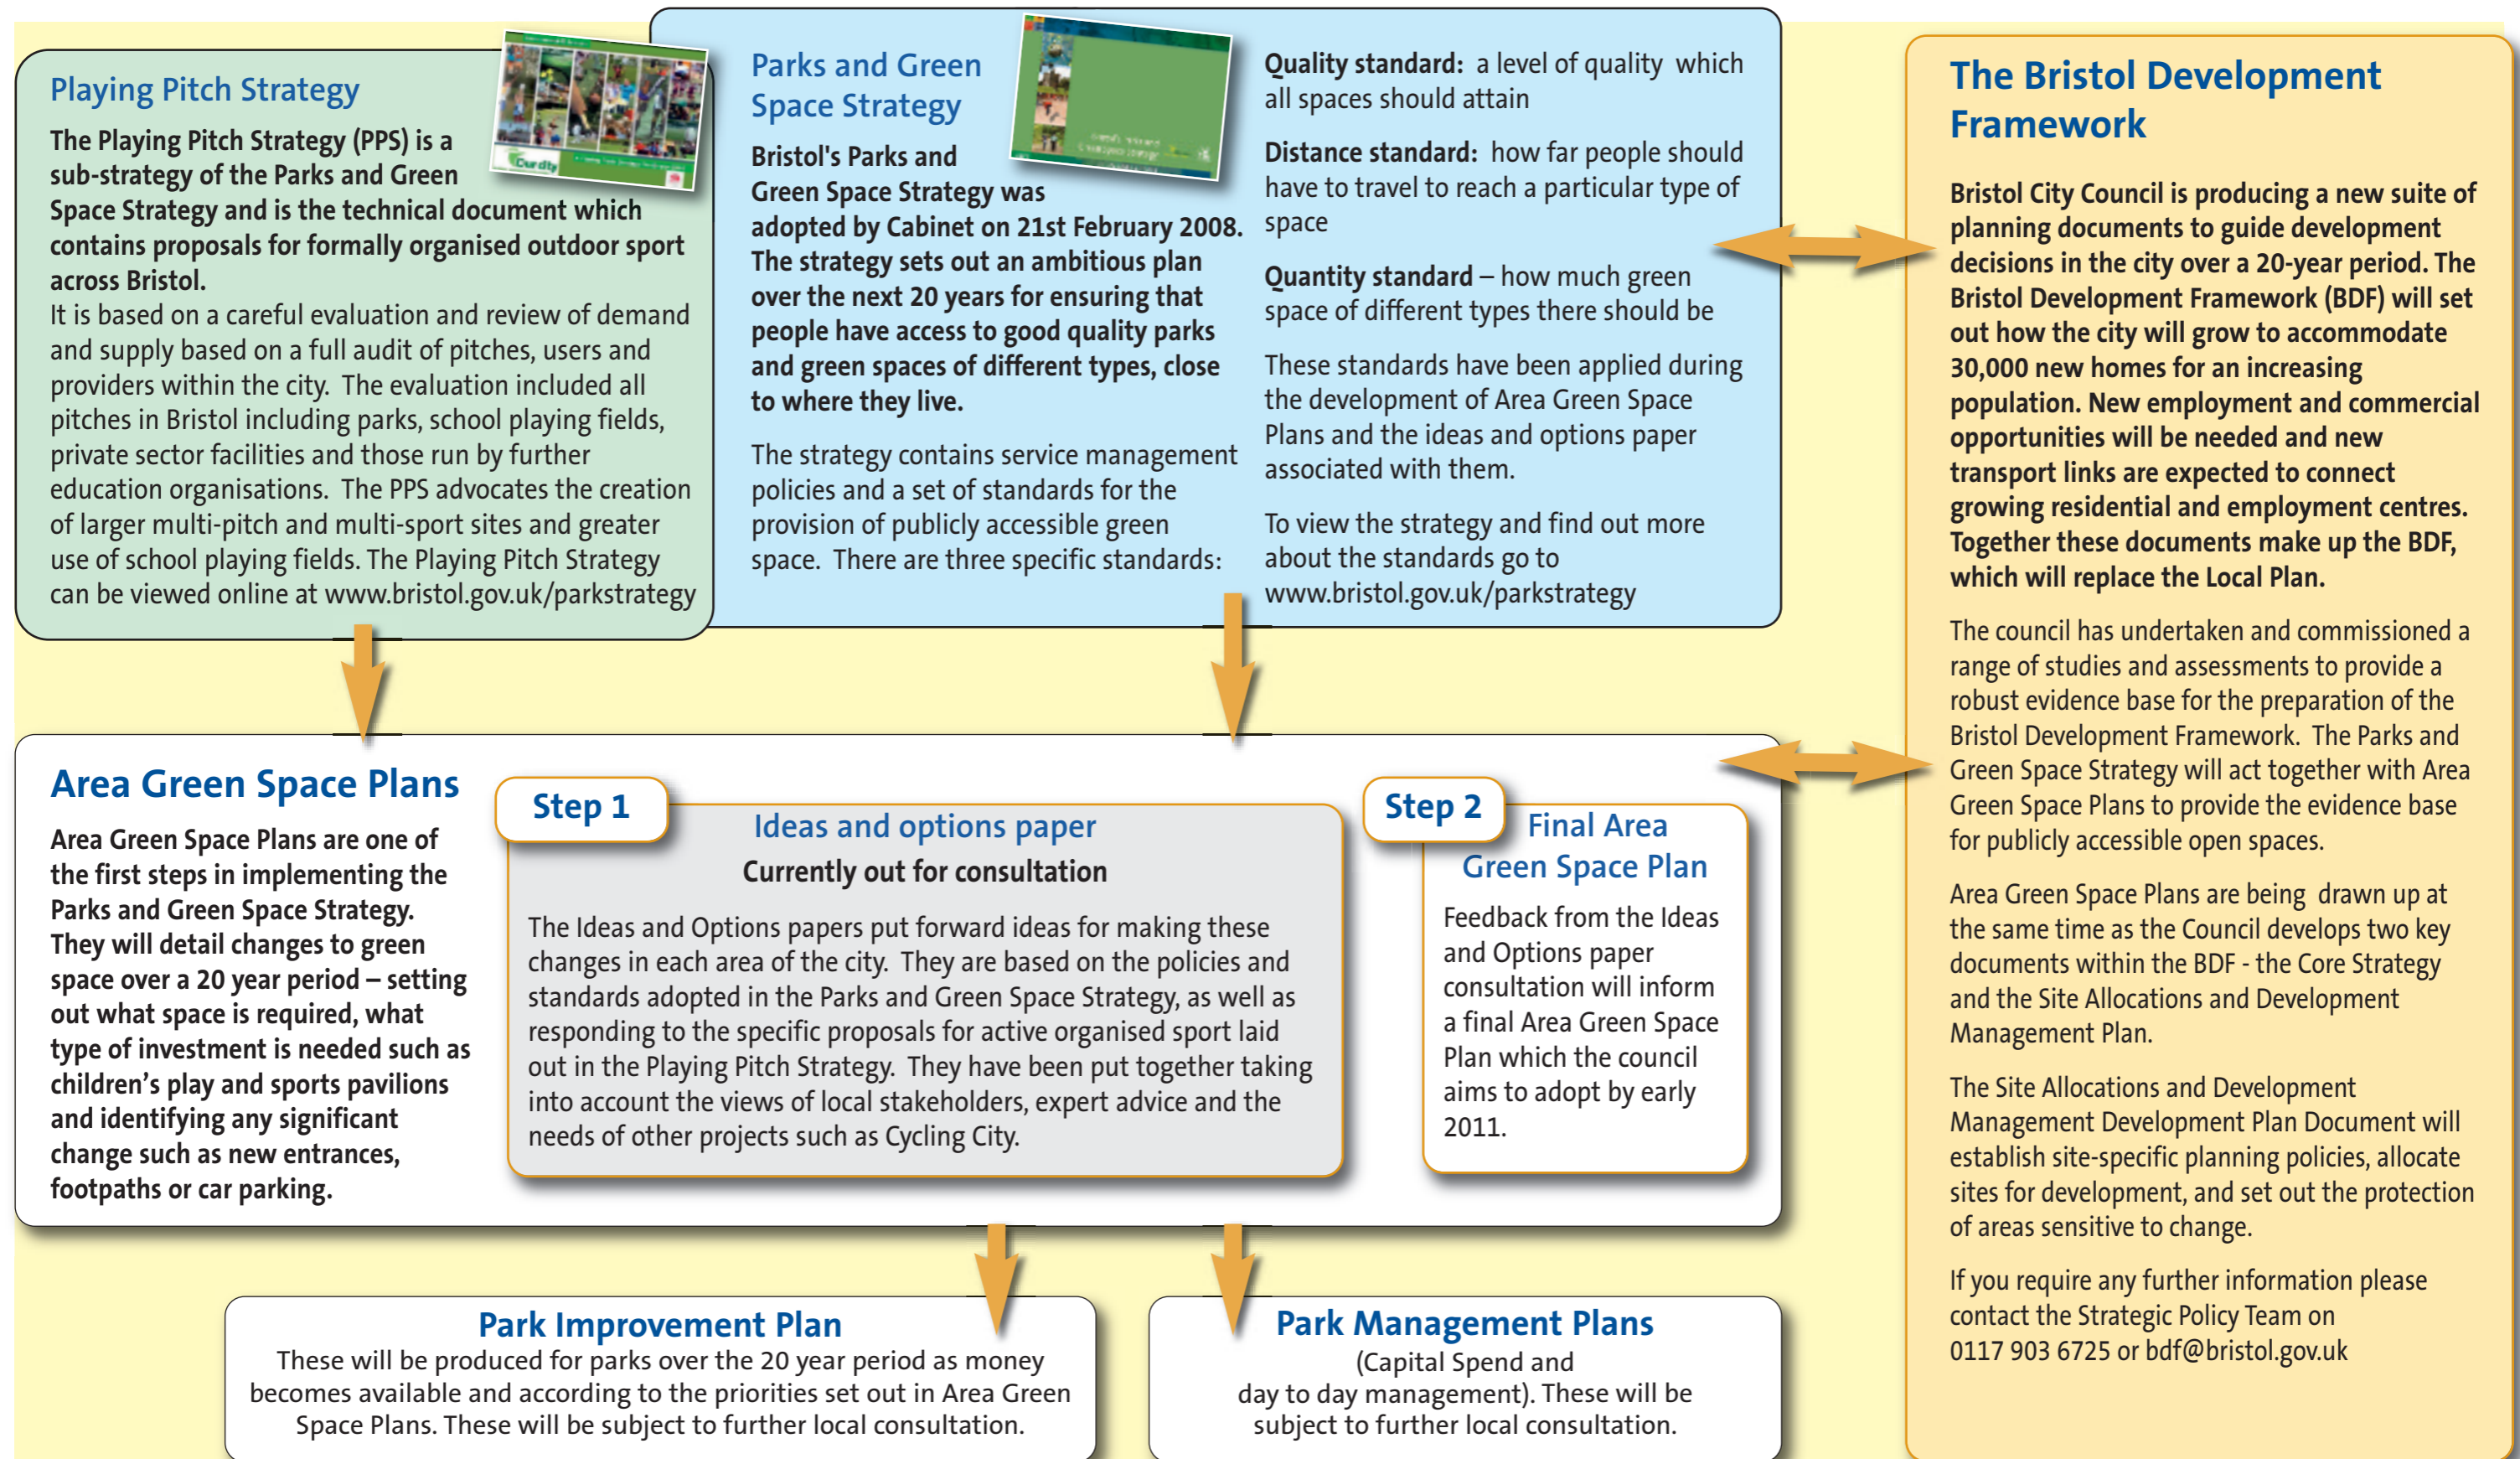 Playing Pitch Strategy
The Playing Pitch Strategy (PPS) is a
sub-strategy of the Parks and Green
Space Strategy and is the technical document which
contains proposals for formally organised outdoor sport
across Bristol.
It is based on a careful evaluation and review of demand
and supply based on a full audit of pitches, users and
providers within the city. The evaluation included all
pitches in Bristol including parks, school playing fields,
private sector facilities and those run by further
education organisations. The PPS advocates the creation
of larger multi-pitch and multi-sport sites and greater
use of school playing fields. The Playing Pitch Strategy
can be viewed online at www.bristol.gov.uk/parkstrategy
Parks and Green
Space Strategy
Bristol's Parks and
Green Space Strategy was
adopted by Cabinet on 21st February 2008.
The strategy sets out an ambitious plan
over the next 20 years for ensuring that
people have access to good quality parks
and green spaces of different types, close
to where they live.
The strategy contains service management
policies and a set of standards for the
provision of publicly accessible green
space. There are three specific standards:
Quality standard: a level of quality which
all spaces should attain
Distance standard: how far people should
have to travel to reach a particular type of
space
Quantity standard – how much green
space of different types there should be
These standards have been applied during
the development of Area Green Space
Plans and the ideas and options paper
associated with them.
To view the strategy and find out more
about the standards go to
www.bristol.gov.uk/parkstrategy
The Bristol Development
Framework
Bristol City Council is producing a new suite of
planning documents to guide development
decisions in the city over a 20-year period. The
Bristol Development Framework (BDF) will set
out how the city will grow to accommodate
30,000 new homes for an increasing
population. New employment and commercial
opportunities will be needed and new
transport links are expected to connect
growing residential and employment centres.
Together these documents make up the BDF,
which will replace the Local Plan.
The council has undertaken and commissioned a
range of studies and assessments to provide a
robust evidence base for the preparation of the
Bristol Development Framework. The Parks and
Green Space Strategy will act together with Area
Green Space Plans to provide the evidence base
for publicly accessible open spaces.
Area Green Space Plans are being drawn up at
the same time as the Council develops two key
documents within the BDF - the Core Strategy
and the Site Allocations and Development
Management Plan.
The Site Allocations and Development
Management Development Plan Document will
establish site-specific planning policies, allocate
sites for development, and set out the protection
of areas sensitive to change.
If you require any further information please
contact the Strategic Policy Team on
0117 903 6725 or bdf@bristol.gov.uk
Area Green Space Plans
Area Green Space Plans are one of
the first steps in implementing the
Parks and Green Space Strategy.
They will detail changes to green
space over a 20 year period – setting
out what space is required, what
type of investment is needed such as
children’s play and sports pavilions
and identifying any significant
change such as new entrances,
footpaths or car parking.
Step 1
Ideas and options paper
Currently out for consultation
The Ideas and Options papers put forward ideas for making these
changes in each area of the city. They are based on the policies and
standards adopted in the Parks and Green Space Strategy, as well as
responding to the specific proposals for active organised sport laid
out in the Playing Pitch Strategy. They have been put together taking
into account the views of local stakeholders, expert advice and the
needs of other projects such as Cycling City.
Step 2
Final Area
Green Space Plan
Feedback from the Ideas
and Options paper
consultation will inform
a final Area Green Space
Plan which the council
aims to adopt by early
2011.
Park Improvement Plan
These will be produced for parks over the 20 year period as money
becomes available and according to the priorities set out in Area Green
Space Plans. These will be subject to further local consultation.
Park Management Plans
(Capital Spend and
day to day management). These will be
subject to further local consultation.